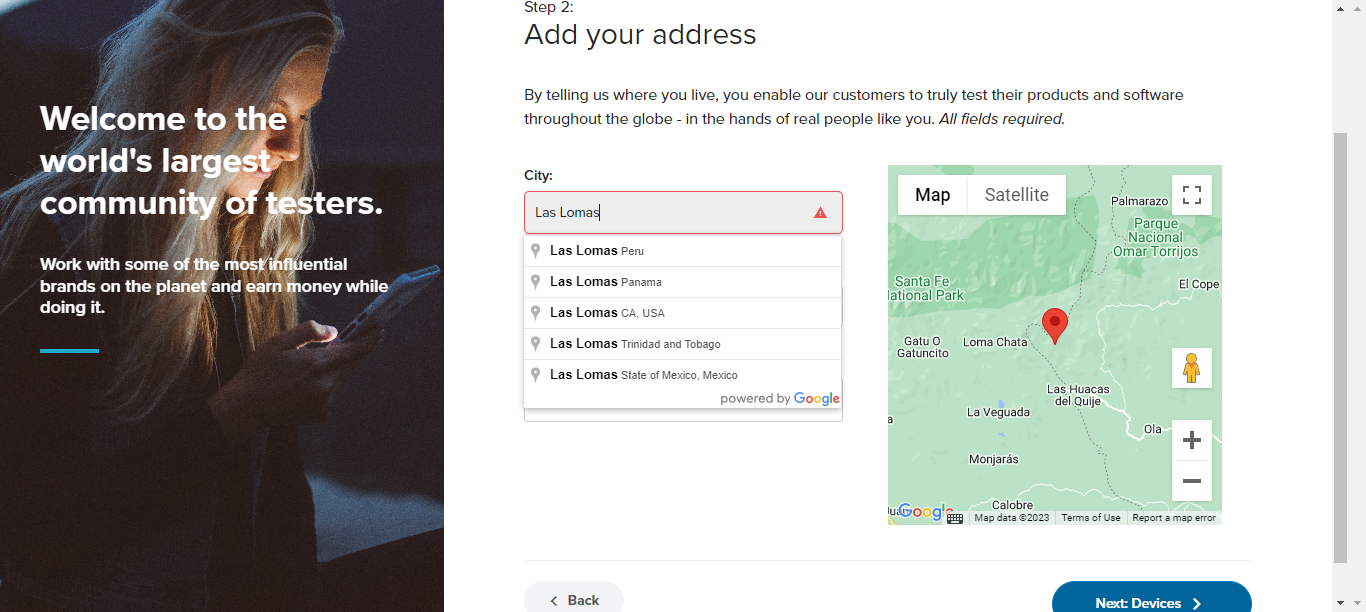 Welcome to the
world's largest
community of testers.
Work with some of the most influential
brands on the planet and earn money while
doing it.
Step 2:
Add your address
By telling us where you live, you enable our customers to truly test their products and software
throughout the globe - in the hands of real people like you. All fields required.
City:
Las Lomas
Las Lomas Peru
Las Lomas Panama
Las Lomas CA, USA
Las Lomas Trinidad and Tobago
Las Lomas State of Mexico, Mexico
powered by Google
Map Satellite
Palmarazo
Parque
Nacional
Omar Torrijos
Santa Fe
National Park
El Cope
Gatu O
Gatuncito
Loma Chata
Las Huacas
del Quije
La Veguada
Ola
Monjarás
Calobre
Google
Map data ©2023 Terms of Use Report a map error
Back
Next: Devices